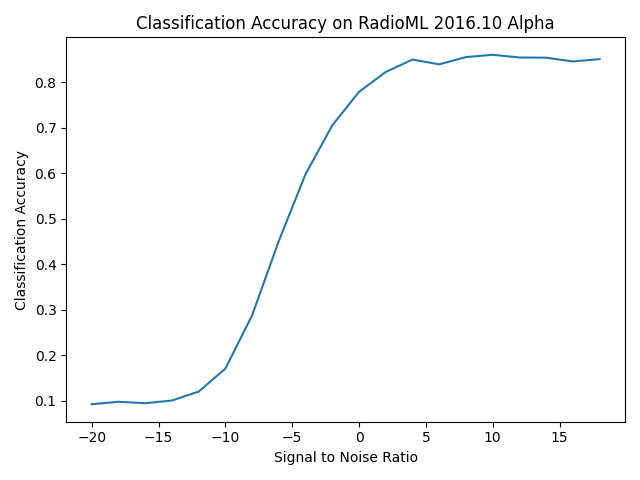 Classification Accuracy on RadioML 2016.10 Alpha
Classification Accuracy
0.8
0.7
0.6
0.5
0.4
0.3
0.2
0.1
−20 −15 −10 −5 0 5 10 15
Signal to Noise Ratio